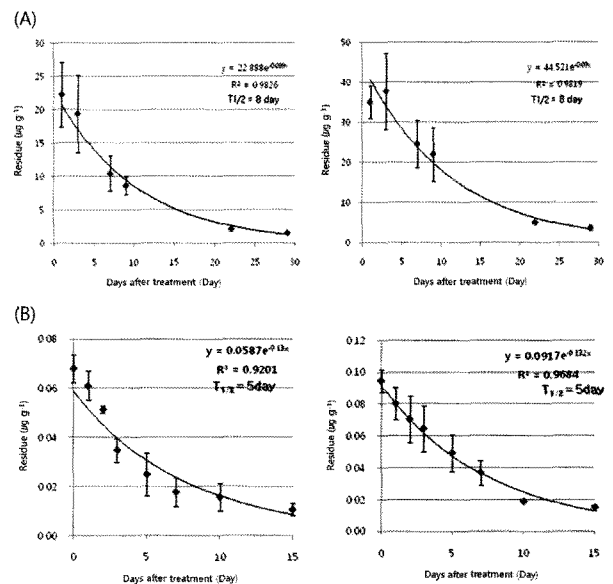 (A)
30
25
20
15
10
5
0
Residue (µg g⁻¹)
R² = 0.9826
T1/2 = 8 day
0 5 10 15 20 25 30
Days after treatment (Day)
50
40
30
20
10
0
Residue (µg g⁻¹)
R² = 0.9819
T1/2 = 8 day
0 5 10 15 20 25 30
Days after treatment (Day)
(B)
0.08
0.06
0.04
0.02
0.00
Residue (µg g⁻¹)
y = 0.0587e⁻⁰·¹³ˣ
R² = 0.9201
T1/2 = 5day
0 5 10 15
Days after treatment (Day)
0.12
0.10
0.08
0.06
0.04
0.02
0.00
Residue (µg g⁻¹)
y = 0.0917e⁻⁰·¹³²ˣ
R² = 0.9684
T1/2 = 5day
0 5 10 15
Days after treatment (Day)